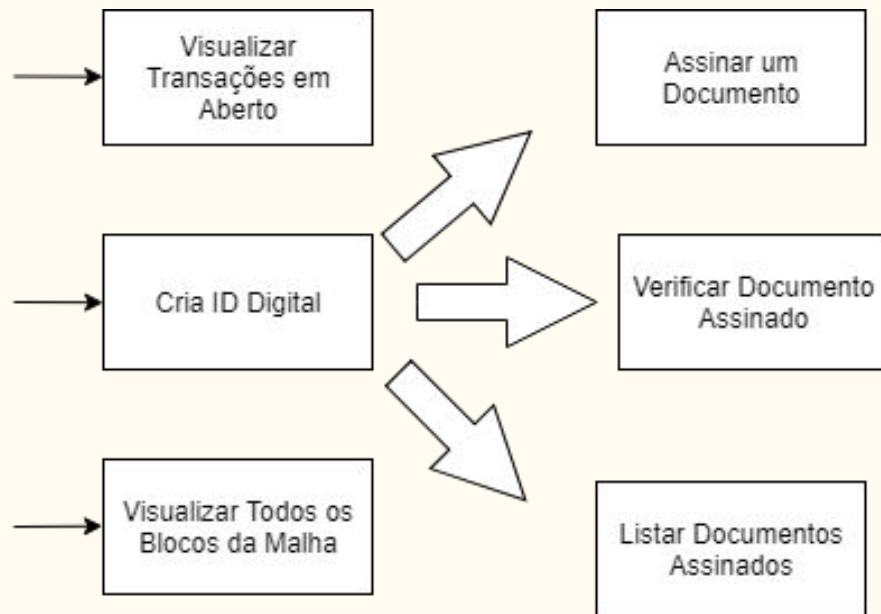 Visualizar
Transações em
Aberto
Assinar um
Documento
Cria ID Digital
Verificar Documento
Assinado
Visualizar Todos os
Blocos da Malha
Listar Documentos
Assinados